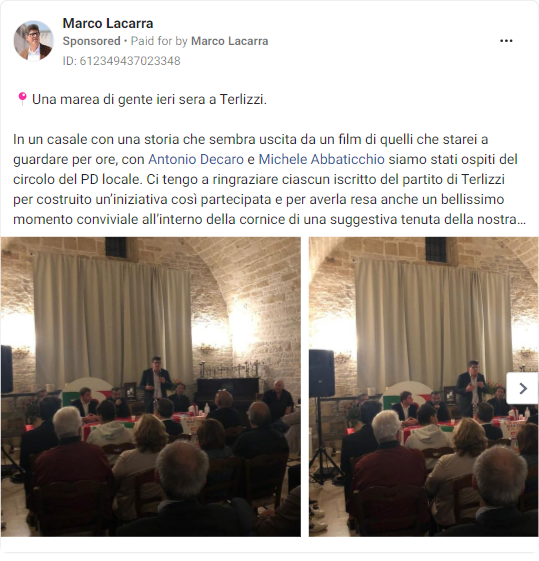 Marco Lacarra
Sponsored • Paid for by Marco Lacarra
ID: 612349437023348
Una marea di gente ieri sera a Terlizzi.
In un casale con una storia che sembra uscita da un film di quelli che starei a
guardare per ore, con Antonio Decaro e Michele Abbaticchio siamo stati ospiti del
circolo del PD locale. Ci tengo a ringraziare ciascun iscritto del partito di Terlizzi
per costruito un’iniziativa così partecipata e per averla resa anche un bellissimo
momento conviviale all’interno della cornice di una suggestiva tenuta della nostra…